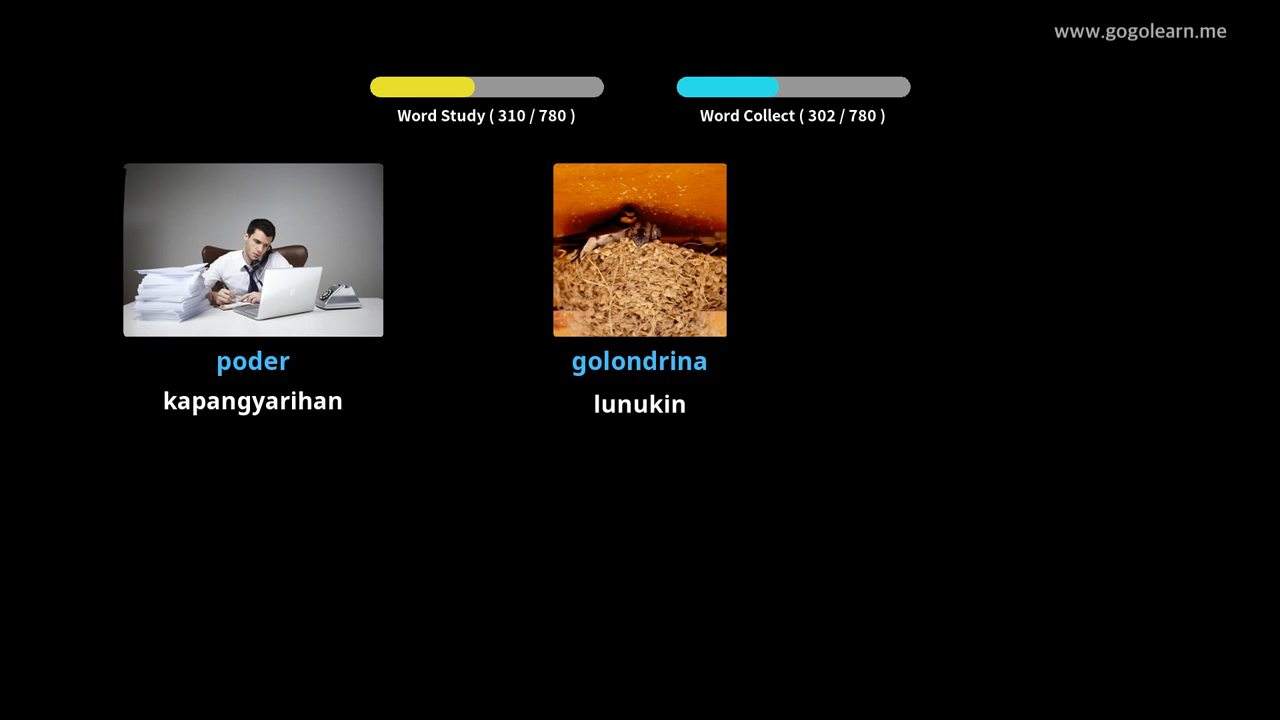 www.gogolearn.me
Word Study ( 310 / 780 )
Word Collect ( 302 / 780 )
poder
golondrina
kapangyarihan
lunukin